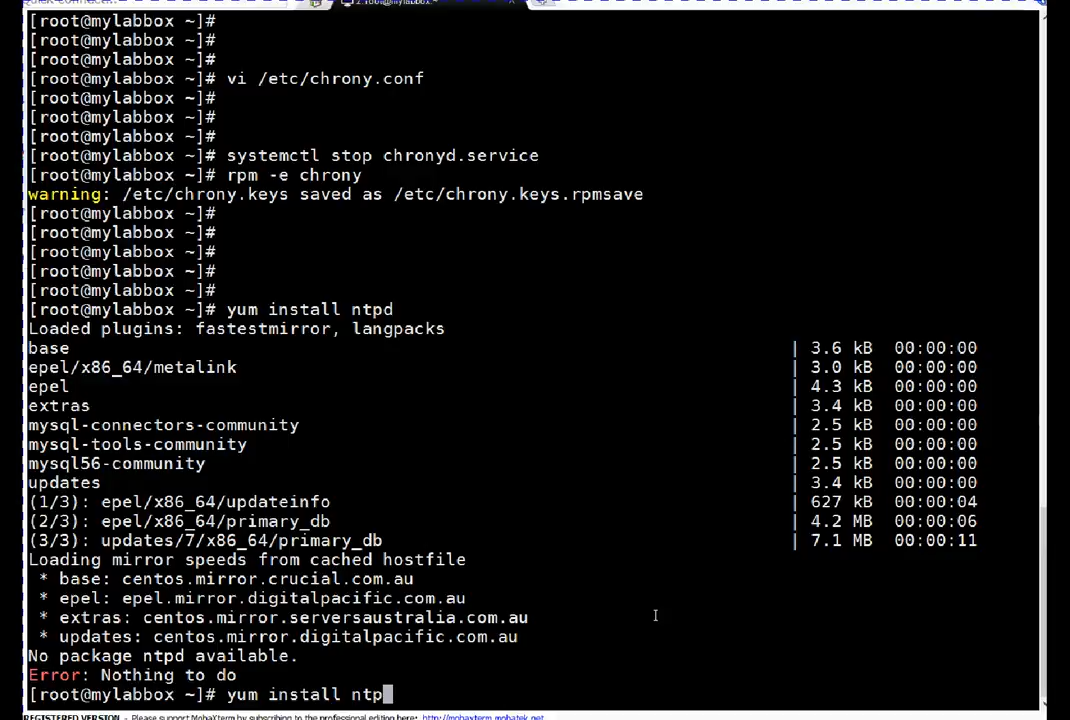 [root@mylabbox ~]#
[root@mylabbox ~]#
[root@mylabbox ~]#
[root@mylabbox ~]# vi /etc/chrony.conf
[root@mylabbox ~]#
[root@mylabbox ~]#
[root@mylabbox ~]#
[root@mylabbox ~]# systemctl stop chronyd.service
[root@mylabbox ~]# rpm -e chrony
warning: /etc/chrony.keys saved as /etc/chrony.keys.rpmsave
[root@mylabbox ~]#
[root@mylabbox ~]#
[root@mylabbox ~]#
[root@mylabbox ~]#
[root@mylabbox ~]#
[root@mylabbox ~]# yum install ntpd
Loaded plugins: fastestmirror, langpacks
base | 3.6 kB 00:00:00
epel/x86_64/metalink | 3.0 kB 00:00:00
epel | 4.3 kB 00:00:00
extras | 3.4 kB 00:00:00
mysql-connectors-community | 2.5 kB 00:00:00
mysql-tools-community | 2.5 kB 00:00:00
mysql56-community | 2.5 kB 00:00:00
updates | 3.4 kB 00:00:00
(1/3): epel/x86_64/updateinfo | 627 kB 00:00:04
(2/3): epel/x86_64/primary_db | 4.2 MB 00:00:06
(3/3): updates/7/x86_64/primary_db | 7.1 MB 00:00:11
Loading mirror speeds from cached hostfile
* base: centos.mirror.crucial.com.au
* epel: epel.mirror.digitalpacific.com.au
* extras: centos.mirror.serversaustralia.com.au
* updates: centos.mirror.digitalpacific.com.au
No package ntpd available.
Error: Nothing to do
[root@mylabbox ~]# yum install ntp
REGISTERED VERSION - Please support MobaXterm by subscribing to the professional edition here: http://mobaxterm.mobatek.net